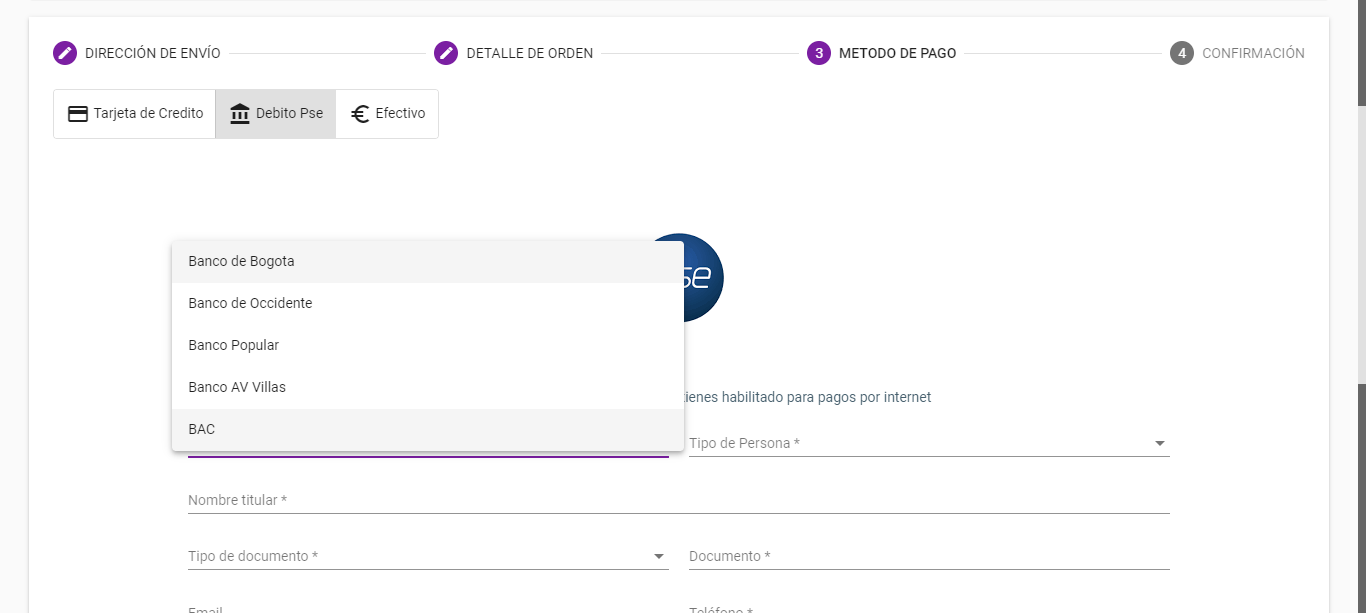 DIRECCIÓN DE ENVÍO
DETALLE DE ORDEN
3 METODO DE PAGO
4 CONFIRMACIÓN
Tarjeta de Credito
Debito Pse
Efectivo
Banco de Bogota
Banco de Occidente
Banco Popular
Banco AV Villas
BAC
se
tienes habilitado para pagos por internet
Tipo de Persona *
Nombre titular *
Tipo de documento *
Documento *
Email
Teléfono *